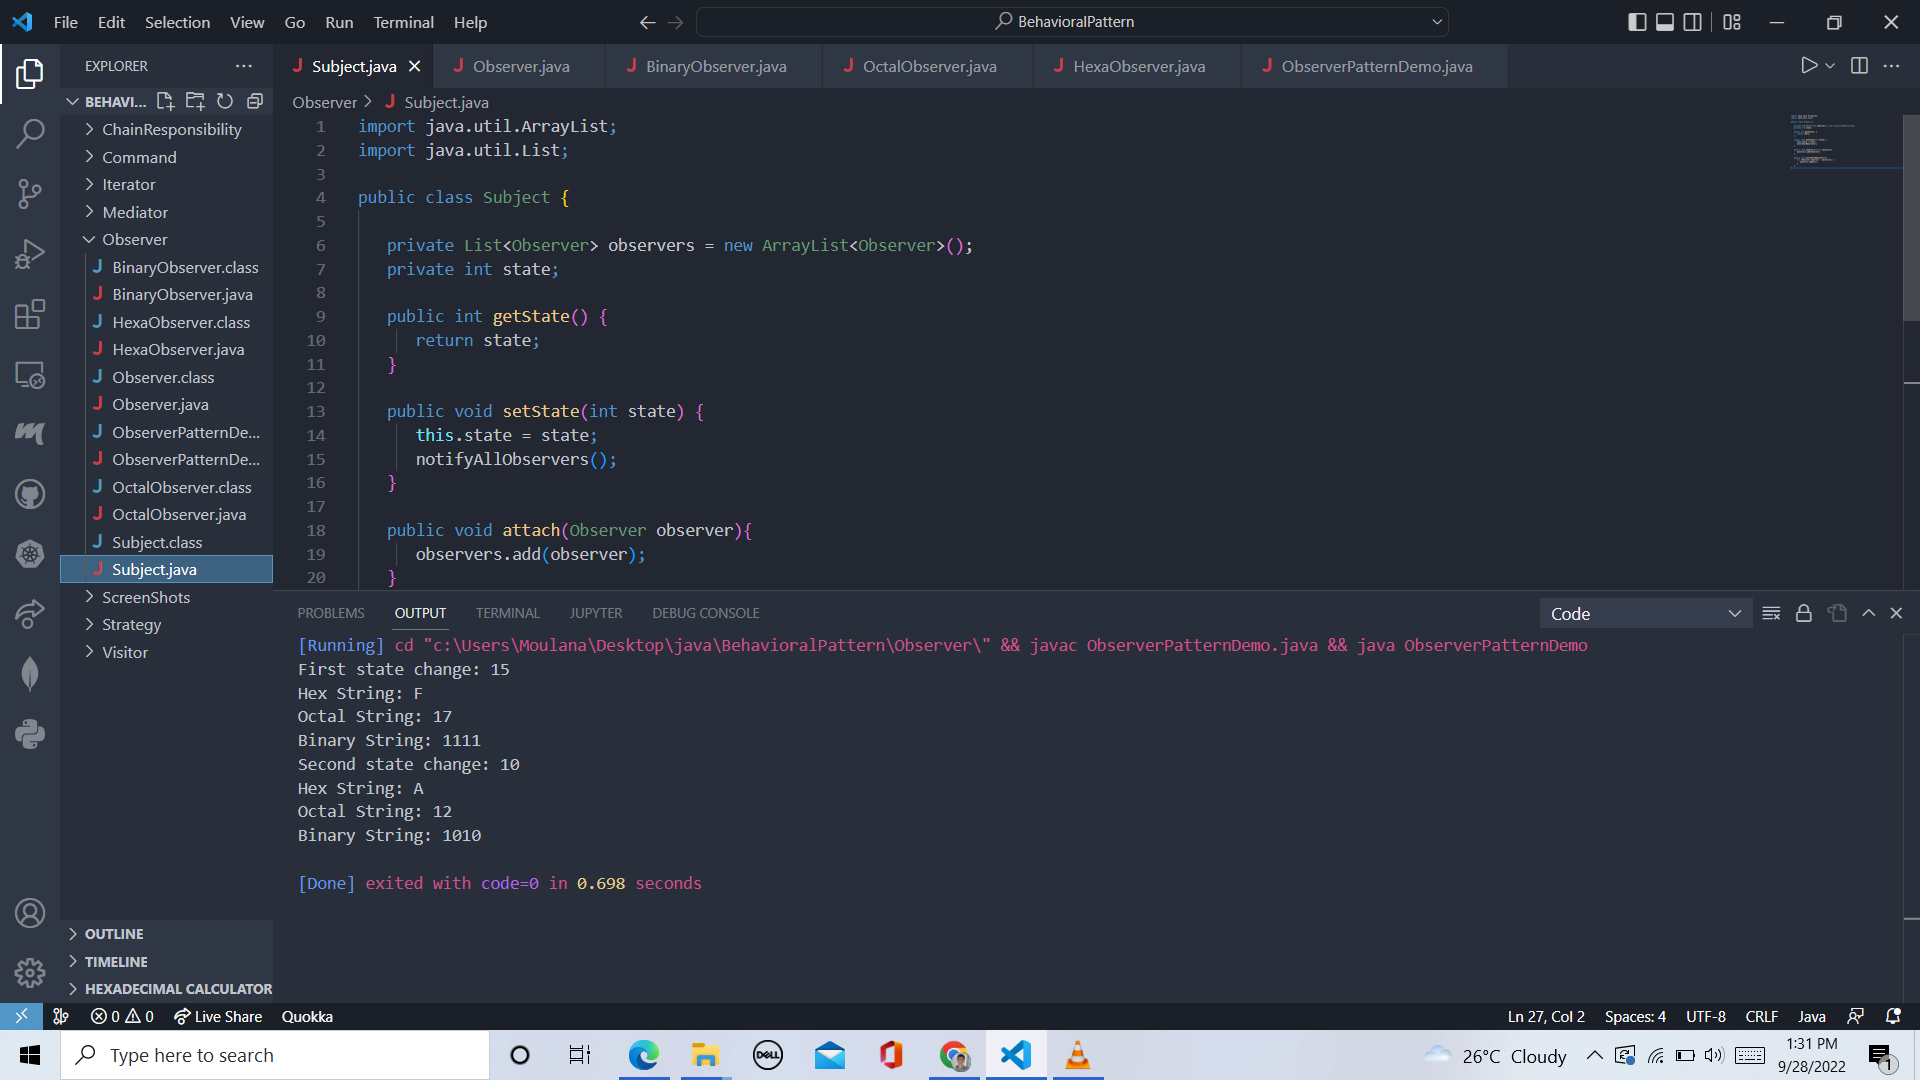 File Edit Selection View Go Run Terminal Help
BehavioralPattern
EXPLORER
BEHAVI...
ChainResponsibility
Command
Iterator
Mediator
Observer
BinaryObserver.class
BinaryObserver.java
HexaObserver.class
HexaObserver.java
Observer.class
Observer.java
ObserverPatternDe...
ObserverPatternDe...
OctalObserver.class
OctalObserver.java
Subject.class
Subject.java
ScreenShots
Strategy
Visitor
OUTLINE
TIMELINE
HEXADECIMAL CALCULATOR
Subject.java Observer.java BinaryObserver.java OctalObserver.java HexaObserver.java ObserverPatternDemo.java
Observer > Subject.java
1 import java.util.ArrayList;
2 import java.util.List;
3
4 public class Subject {
5
6 private List<Observer> observers = new ArrayList<Observer>();
7 private int state;
8
9 public int getState() {
10 return state;
11 }
12
13 public void setState(int state) {
14 this.state = state;
15 notifyAllObservers();
16 }
17
18 public void attach(Observer observer){
19 observers.add(observer);
20 }
PROBLEMS OUTPUT TERMINAL JUPYTER DEBUG CONSOLE
Code
[Running] cd "c:\Users\Moulana\Desktop\java\BehavioralPattern\Observer\" && javac ObserverPatternDemo.java && java ObserverPatternDemo
First state change: 15
Hex String: F
Octal String: 17
Binary String: 1111
Second state change: 10
Hex String: A
Octal String: 12
Binary String: 1010
[Done] exited with code=0 in 0.698 seconds
0 0 Live Share Quokka
Ln 27, Col 2 Spaces: 4 UTF-8 CRLF Java
Type here to search
DELL
26°C Cloudy
1:31 PM
9/28/2022
1